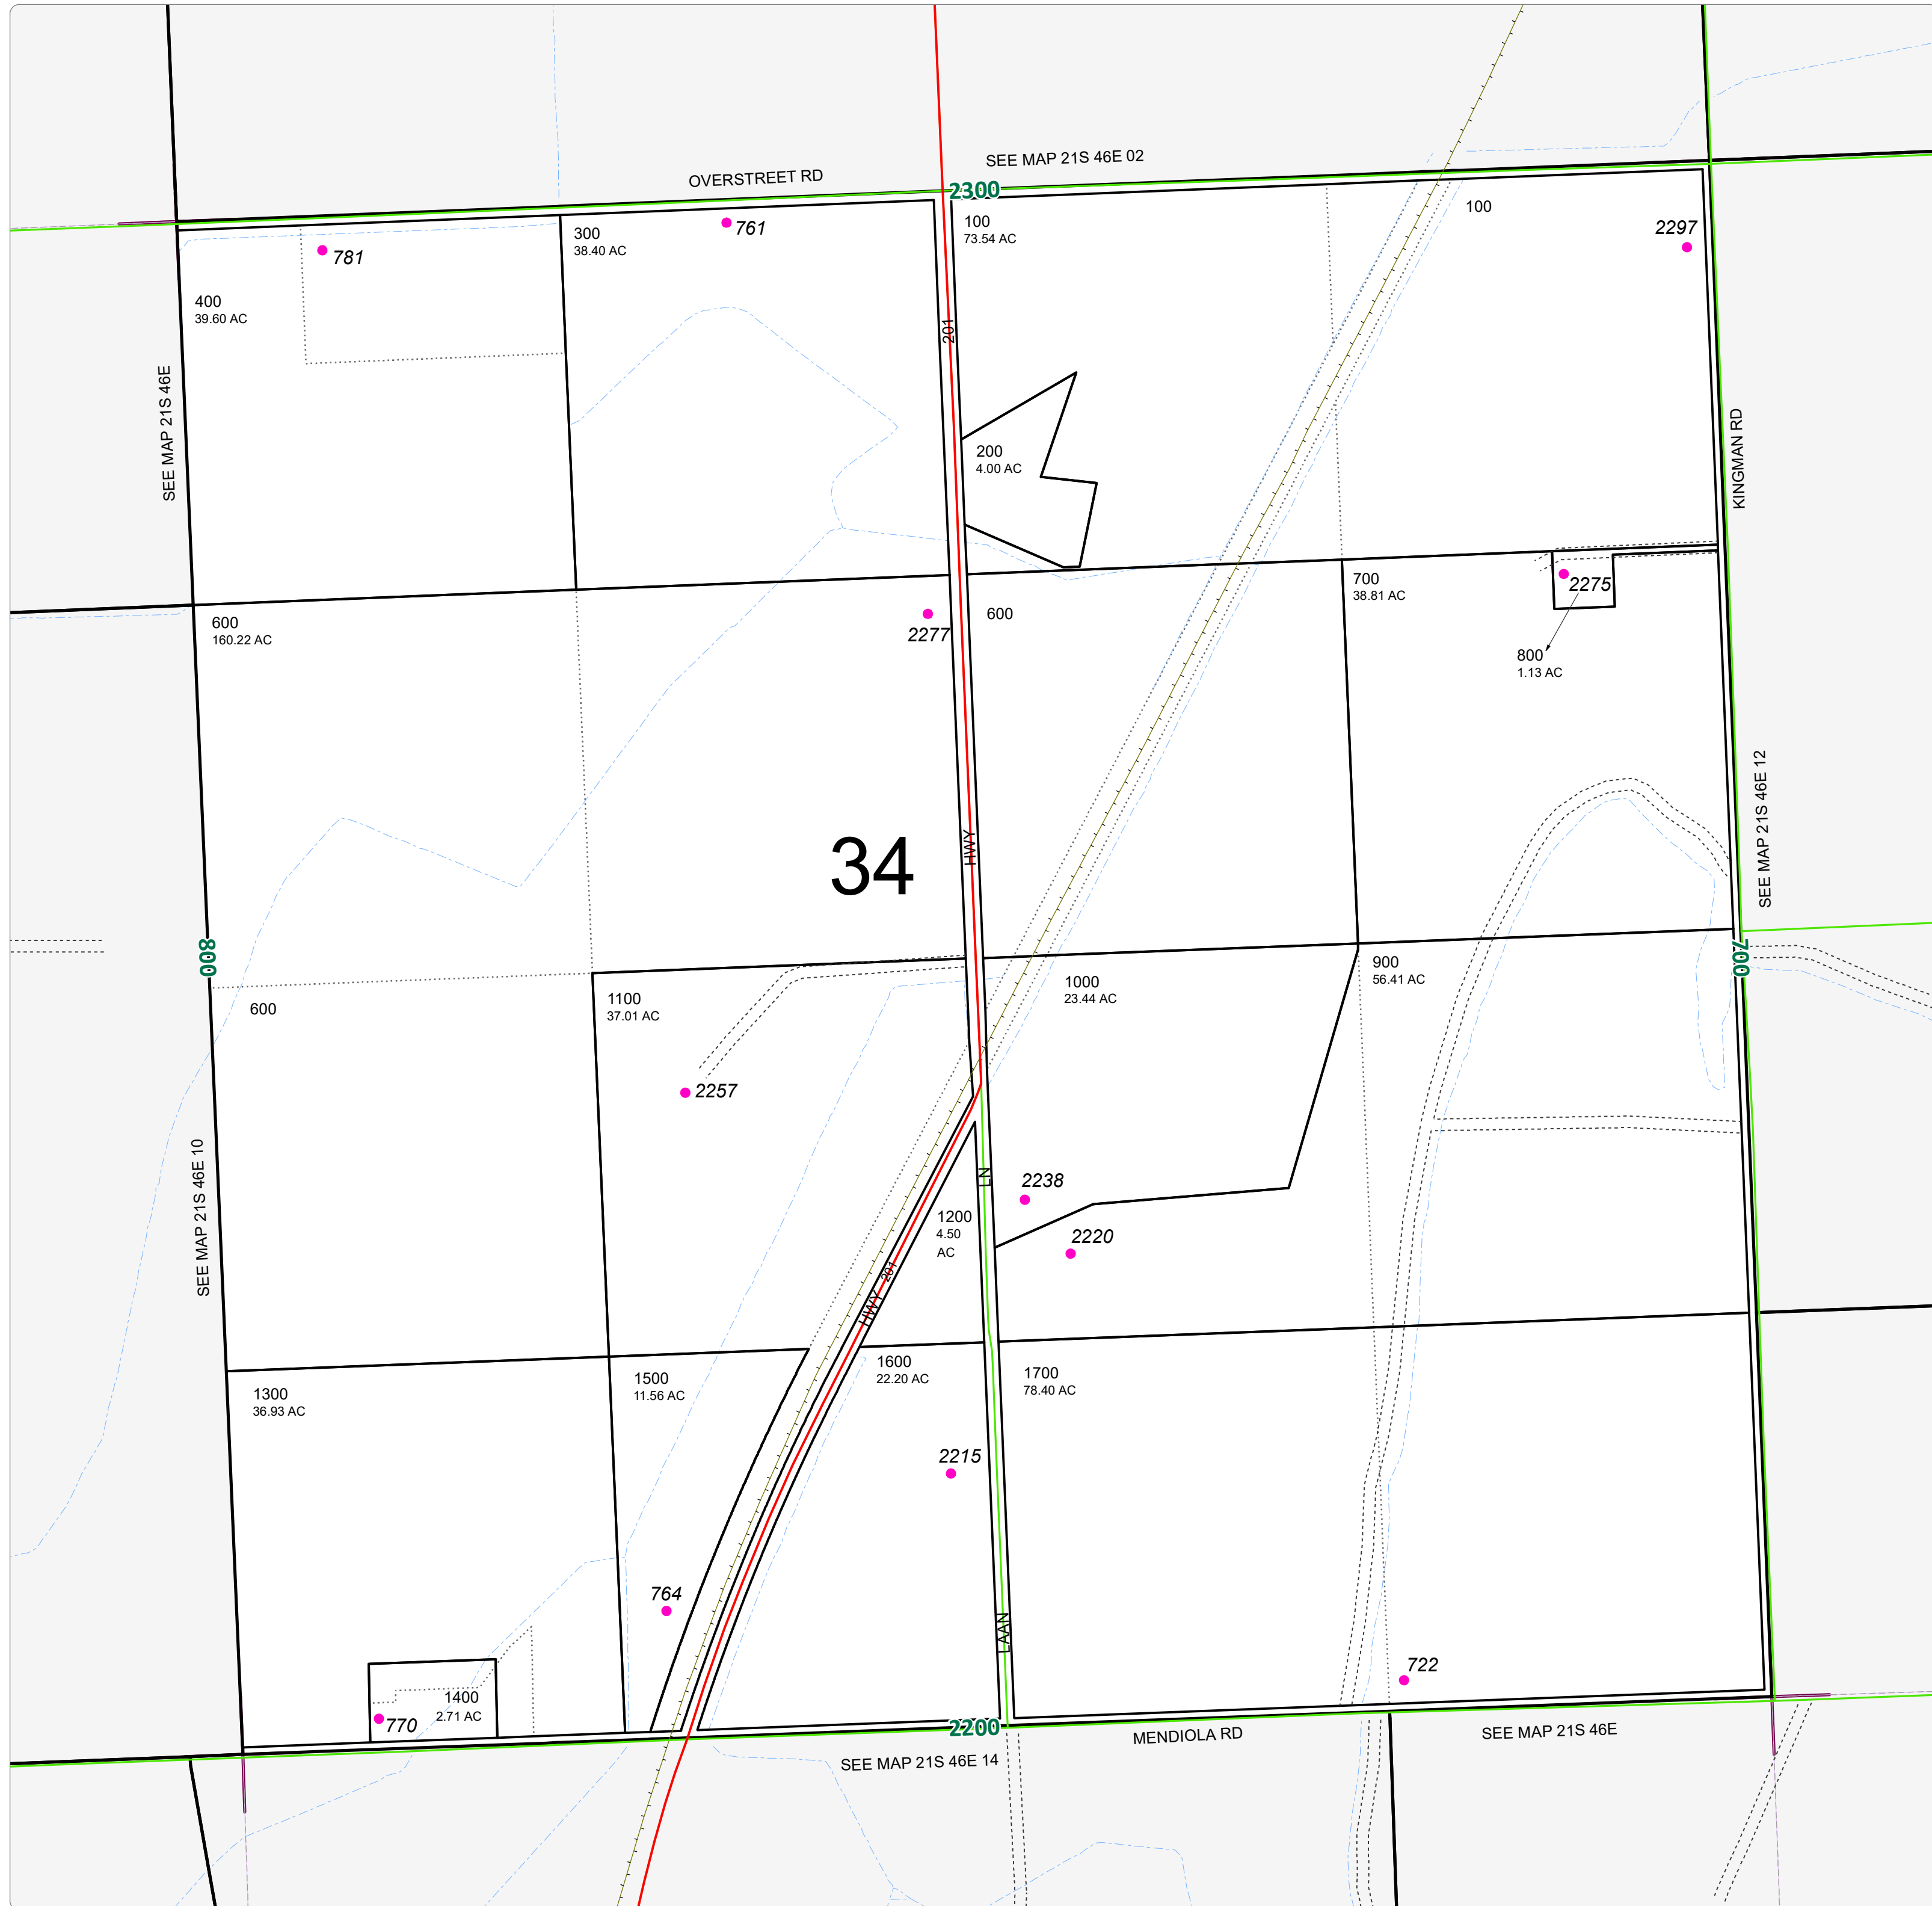 SEE MAP 21S 46E 02
OVERSTREET RD
2300
781
300
38.40 AC
761
100
73.54 AC
100
2297
400
39.60 AC
201
SEE MAP 21S 46E
200
4.00 AC
KINGMAN RD
600
160.22 AC
2277
600
700
38.81 AC
2275
800
1.13 AC
34
HWY
SEE MAP 21S 46E 12
800
700
600
1100
37.01 AC
1000
23.44 AC
900
56.41 AC
2257
SEE MAP 21S 46E 10
LN
2238
1200
4.50
AC
2220
HWY 201
1300
36.93 AC
1500
11.56 AC
1600
22.20 AC
1700
78.40 AC
2215
764
LAAN
722
1400
2.71 AC
770
2200
MENDIOLA RD
SEE MAP 21S 46E
SEE MAP 21S 46E 14